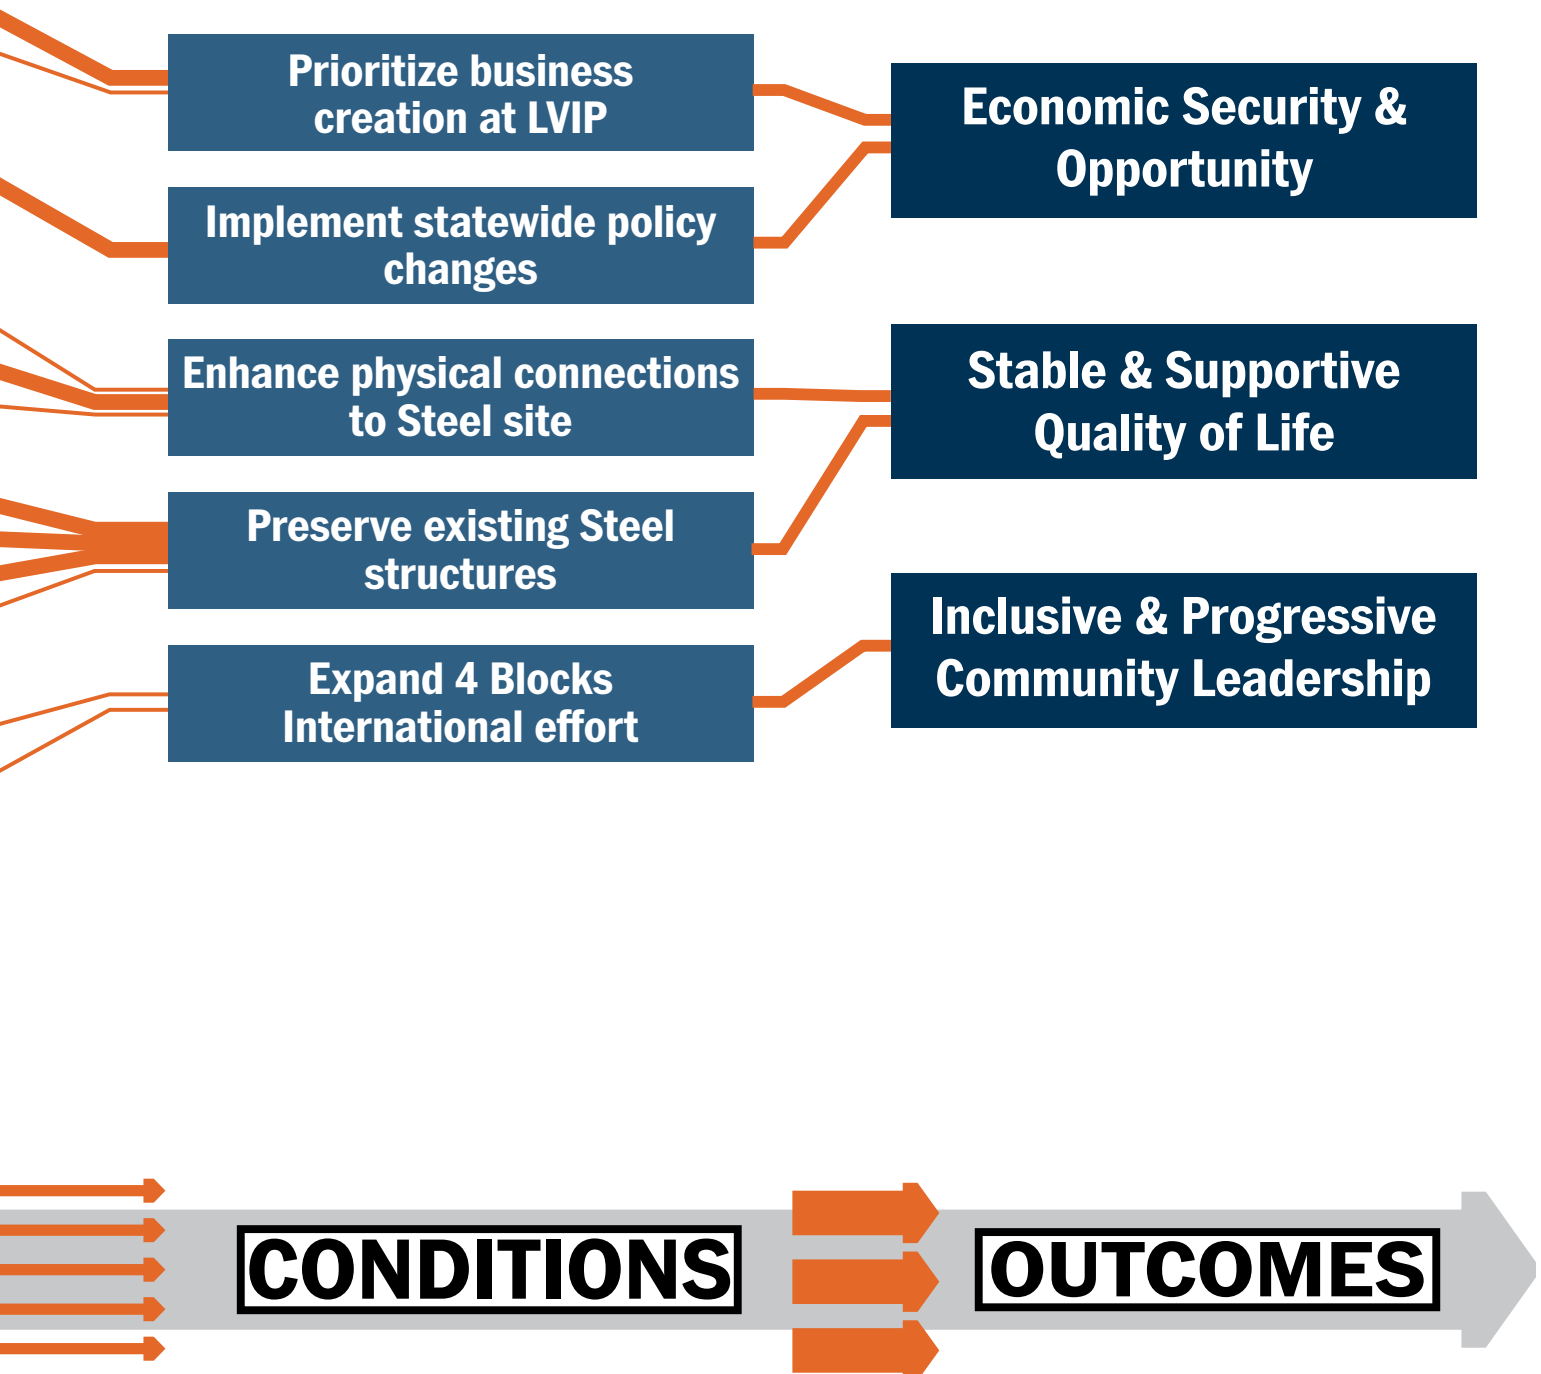 Prioritize business
creation at LVIP
Implement statewide policy
changes
Enhance physical connections
to Steel site
Preserve existing Steel
structures
Expand 4 Blocks
International effort
Economic Security &
Opportunity
Stable & Supportive
Quality of Life
Inclusive & Progressive
Community Leadership
CONDITIONS
OUTCOMES